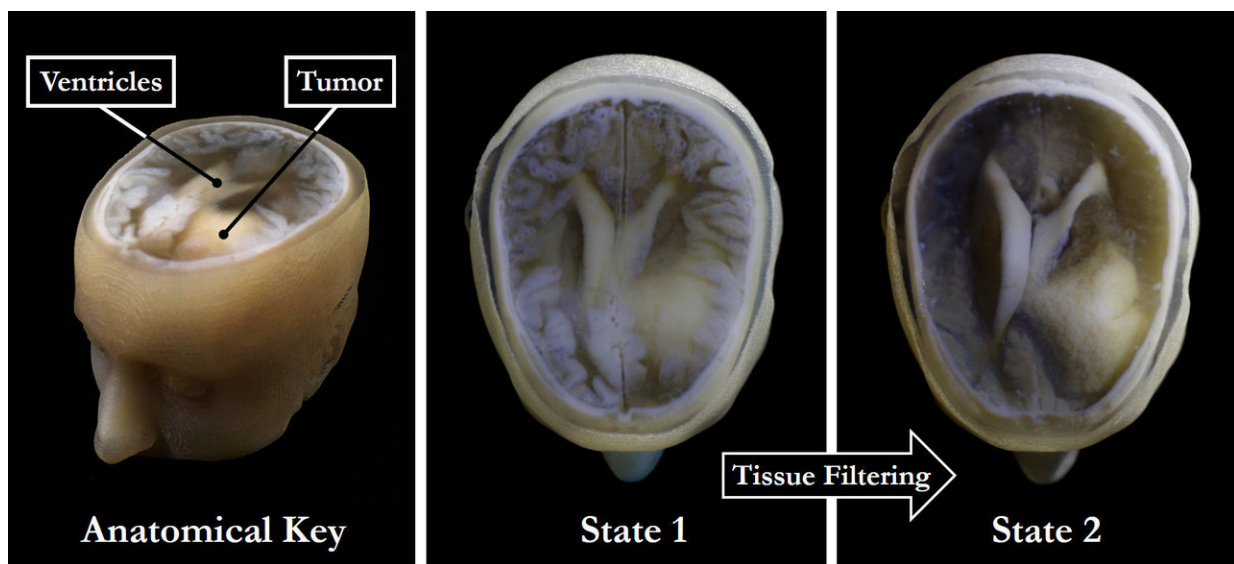 Ventricles
Tumor
Tissue Filtering
Anatomical Key
State 1
State 2